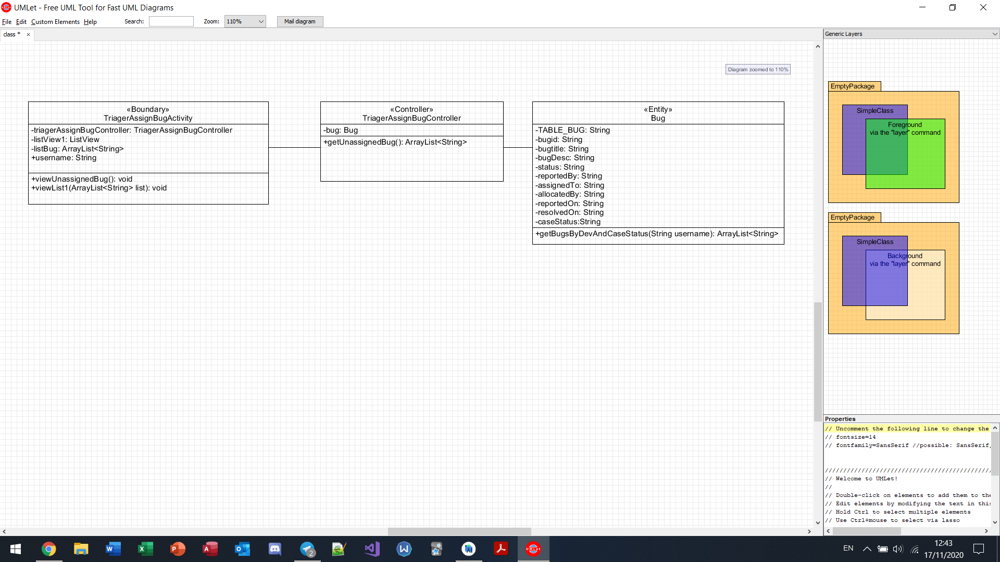 UMLet - Free UML Tool for Fast UML Diagrams
File Edit Custom Elements Help Search: Zoom: 110% Mail diagram
class *
Generic Layers
Diagram zoomed to 110%
«Boundary»
TriagerAssignBugActivity
-triagerAssignBugController: TriagerAssignBugController
-listView1: ListView
-listBug: ArrayList<String>
+username: String
+viewUnassignedBug(): void
+viewList1(ArrayList<String> list): void
«Controller»
TriagerAssignBugController
-bug: Bug
+getUnassignedBug(): ArrayList<String>
«Entity»
Bug
-TABLE_BUG: String
-bugid: String
-bugtitle: String
-bugDesc: String
-status: String
-reportedBy: String
-assignedTo: String
-allocatedBy: String
-reportedOn: String
-resolvedOn: String
-caseStatus:String
+getBugsByDevAndCaseStatus(String username): ArrayList<String>
EmptyPackage
SimpleClass
Foreground
via the "layer" command
EmptyPackage
SimpleClass
Background
via the "layer" command
Properties
// Uncomment the following line to change the
// fontsize=14
// fontfamily=SansSerif //possible: SansSerif,
//////////////////////////////////////////////
// Welcome to UMLet!
//
// Double-click on elements to add them to the
// Edit elements by modifying the text in this
// Hold Ctrl to select multiple elements
// Use Ctrl+mouse to select via lasso
2
UMLet
EN
12:43
17/11/2020